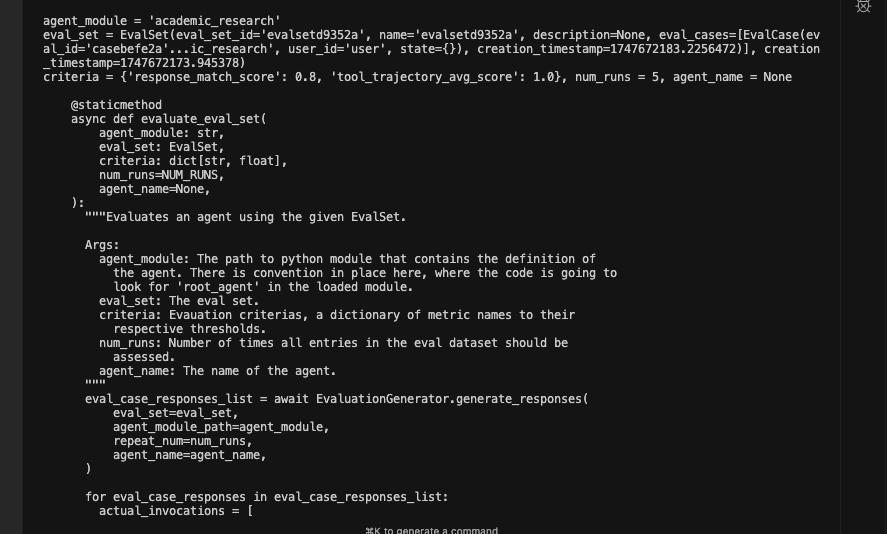 agent_module = 'academic_research'
eval_set = EvalSet(eval_set_id='evalsetd9352a', name='evalsetd9352a', description=None, eval_cases=[EvalCase(ev
al_id='casebefe2a'...ic_research', user_id='user', state={}), creation_timestamp=1747672183.2256472)], creation
_timestamp=1747672173.945378)
criteria = {'response_match_score': 0.8, 'tool_trajectory_avg_score': 1.0}, num_runs = 5, agent_name = None

    @staticmethod
    async def evaluate_eval_set(
        agent_module: str,
        eval_set: EvalSet,
        criteria: dict[str, float],
        num_runs=NUM_RUNS,
        agent_name=None,
    ):
      """Evaluates an agent using the given EvalSet.

      Args:
        agent_module: The path to python module that contains the definition of
          the agent. There is convention in place here, where the code is going to
          look for 'root_agent' in the loaded module.
        eval_set: The eval set.
        criteria: Evauation criterias, a dictionary of metric names to their
          respective thresholds.
        num_runs: Number of times all entries in the eval dataset should be
          assessed.
        agent_name: The name of the agent.
      """
      eval_case_responses_list = await EvaluationGenerator.generate_responses(
          eval_set=eval_set,
          agent_module_path=agent_module,
          repeat_num=num_runs,
          agent_name=agent_name,
      )

      for eval_case_responses in eval_case_responses_list:
        actual_invocations = [
⌘K to generate a command